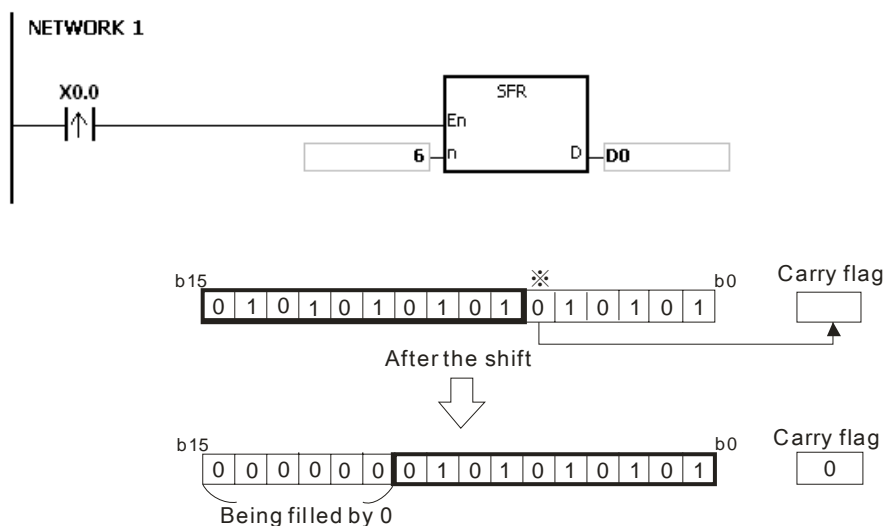 NETWORK 1
X0.0
SFR
En
6 n D D0
※
b15 b0 Carry flag
0 1 0 1 0 1 0 1 0 1 0 1 0 1 0 1
After the shift
b15 b0 Carry flag
0 0 0 0 0 0 0 1 0 1 0 1 0 1 0 1 0
Being filled by 0